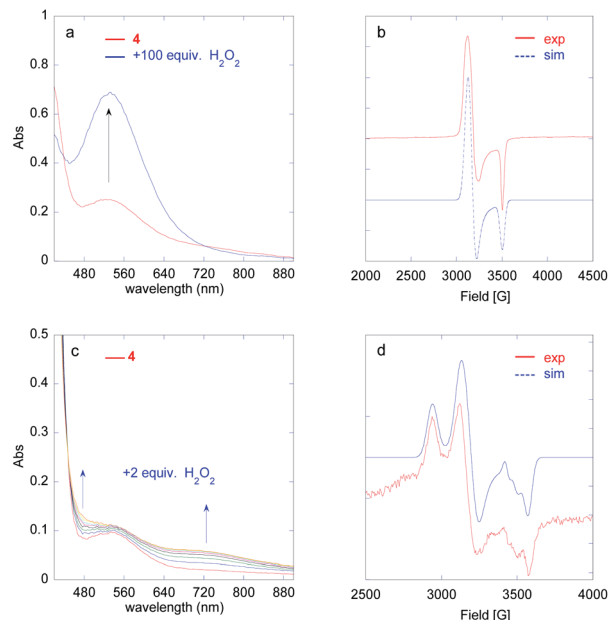 a
4
+100 equiv. H₂O₂
1
0.8
0.6
0.4
0.2
0
Abs
480 560 640 720 800 880
wavelength (nm)
b
exp
sim
2000 2500 3000 3500 4000 4500
Field [G]
c
4
+2 equiv. H₂O₂
0.5
0.4
0.3
0.2
0.1
0
Abs
480 560 640 720 800 880
wavelength (nm)
d
exp
sim
2500 3000 3500 4000
Field [G]